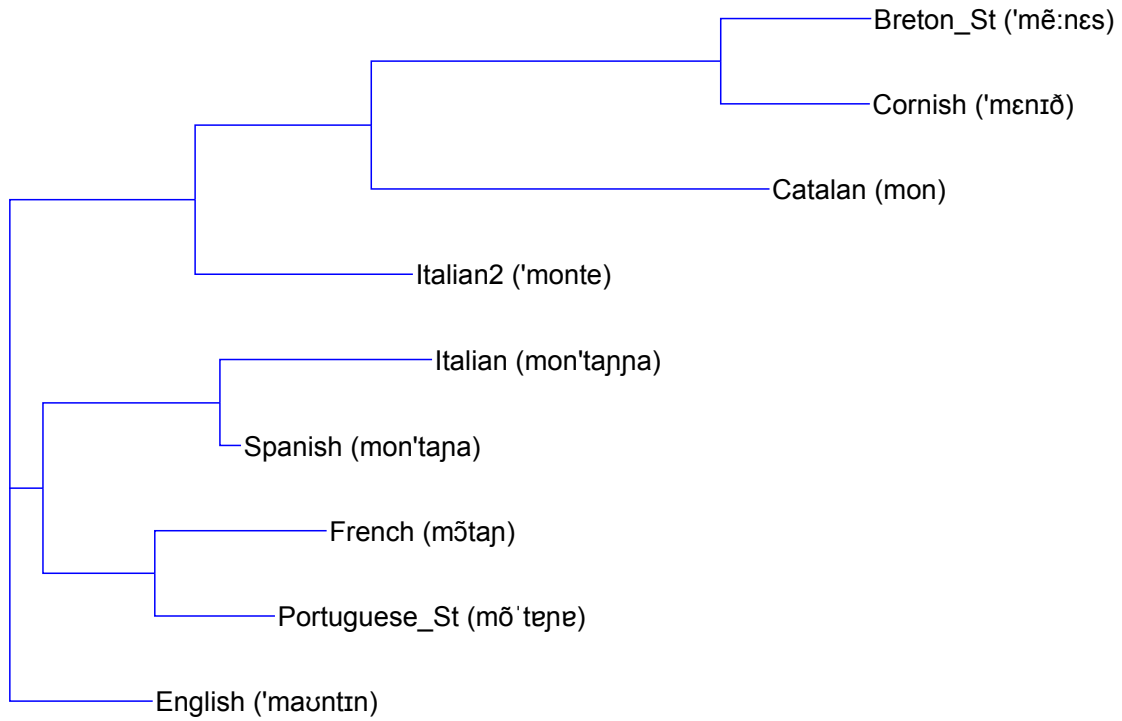 Breton_St ('mẽ:nɛs)
Cornish ('mɛnɪð)
Catalan (mon)
Italian2 ('monte)
Italian (mon'taɲɲa)
Spanish (mon'taɲa)
French (mɔ̃taɲ)
Portuguese_St (mõˈtɐɲɐ)
English ('maʊntɪn)